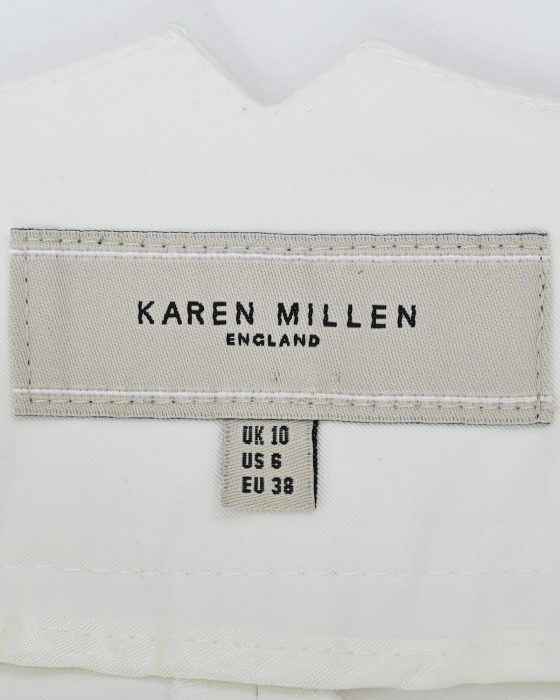 KAREN MILLEN
ENGLAND
UK 10
US 6
EU 38